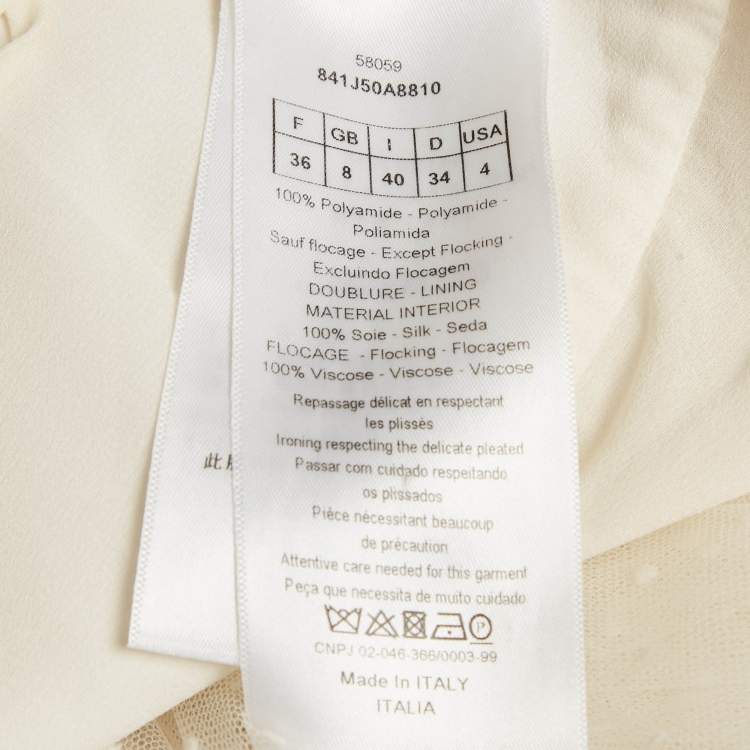 58059
841J50A8810
F GB I D USA
36 8 40 34 4
100% Polyamide - Polyamide -
Poliamida
Sauf flocage - Except Flocking -
Excluindo Flocagem
DOUBLURE - LINING
MATERIAL INTERIOR
100% Soie - Silk - Seda
FLOCAGE - Flocking - Flocagem
100% Viscose - Viscose - Viscose
Repassage délicat en respectant
les plissés
Ironing respecting the delicate pleated
Passar com cuidado respeitando
os plissados
Pièce nécessitant beaucoup
de précaution
Attentive care needed for this garment
Peça que necessita de muito cuidado
P
CNPJ 02-046-366/0003-99
Made In ITALY
ITALIA
此